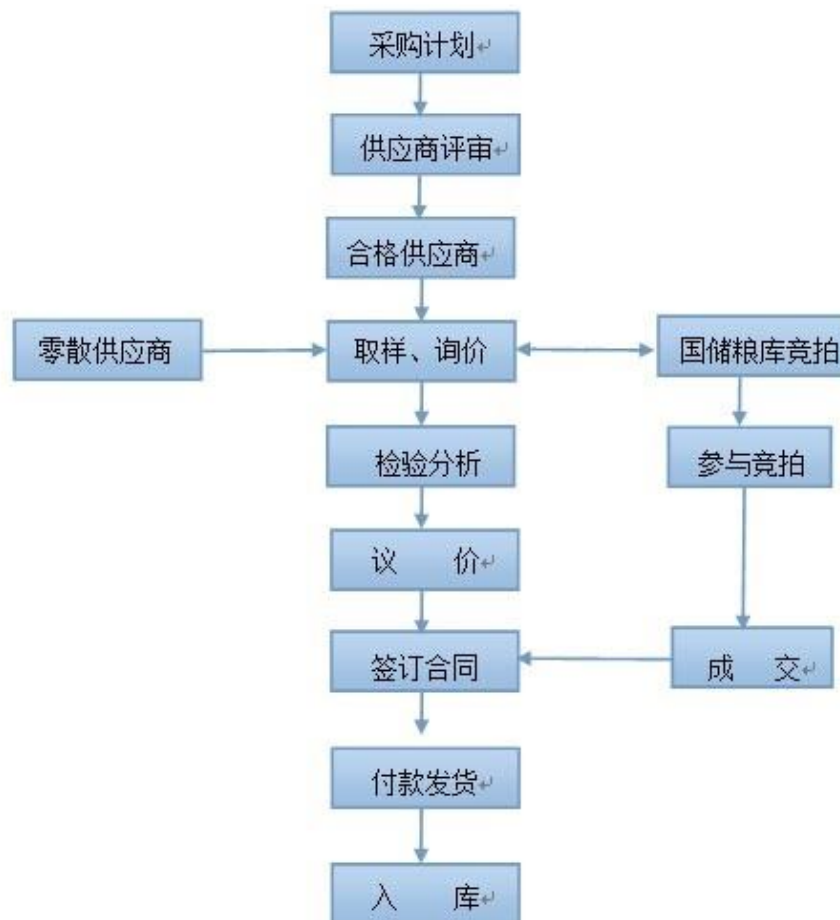 采购计划
供应商评审
合格供应商
零散供应商
取样、询价
国储粮库竞拍
检验分析
参与竞拍
议 价
签订合同
成 交
付款发货
入 库